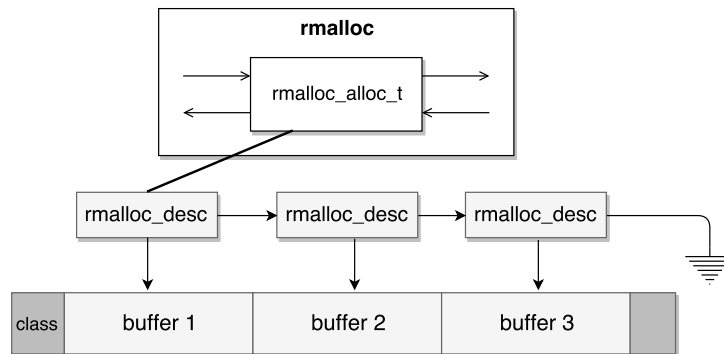 rmalloc
rmalloc_alloc_t
rmalloc_desc rmalloc_desc rmalloc_desc
class buffer 1 buffer 2 buffer 3